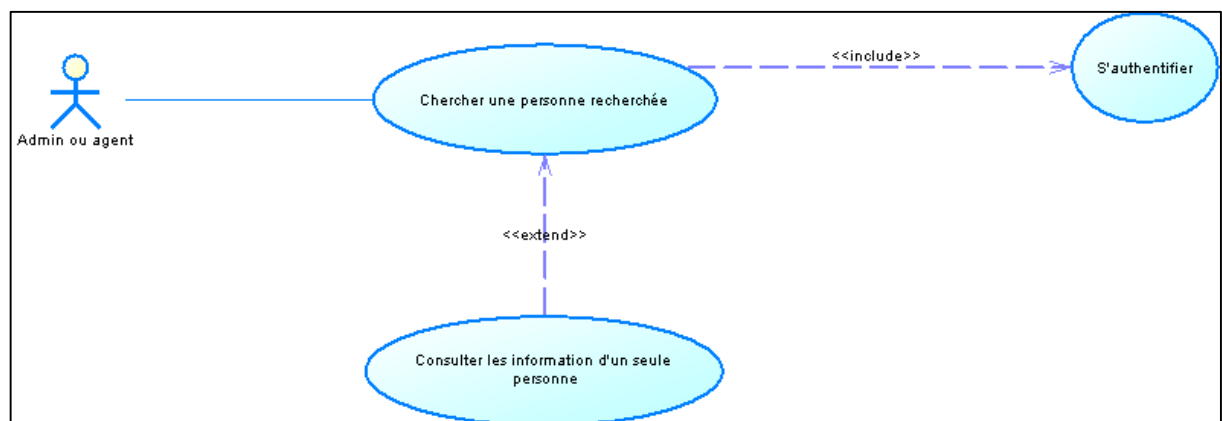 <<include>>
S'authentifier
Chercher une personne recherchée
Admin ou agent
<<extend>>
Consulter les information d'un seule
personne